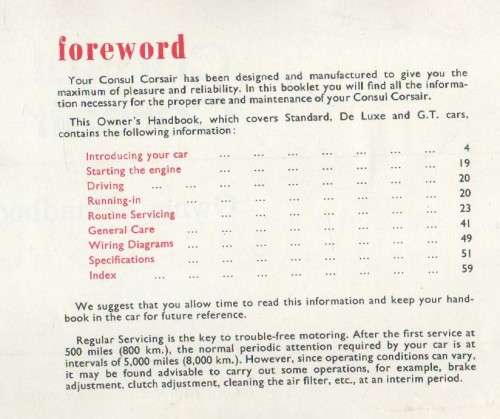 foreword
Your Consul Corsair has been designed and manufactured to give you the
maximum of pleasure and reliability. In this booklet you will find all the informa-
tion necessary for the proper care and maintenance of your Consul Corsair.
This Owner's Handbook, which covers Standard, De Luxe and G.T. cars,
contains the following information:
Introducing your car ... ... ... ... ... ... ... 4
Starting the engine ... ... ... ... ... ... ... 19
Driving ... ... ... ... ... ... ... ... ... 20
Running-in ... ... ... ... ... ... ... ... 20
Routine Servicing ... ... ... ... ... ... ... 23
General Care ... ... ... ... ... ... ... ... 41
Wiring Diagrams ... ... ... ... ... ... ... ... 49
Specifications ... ... ... ... ... ... ... ... 51
Index ... ... ... ... ... ... ... ... ... 59
We suggest that you allow time to read this information and keep your hand-
book in the car for future reference.
Regular Servicing is the key to trouble-free motoring. After the first service at
500 miles (800 km.), the normal periodic attention required by your car is at
intervals of 5,000 miles (8,000 km.). However, since operating conditions can vary,
it may be found advisable to carry out some operations, for example, brake
adjustment, clutch adjustment, cleaning the air filter, etc., at an interim period.